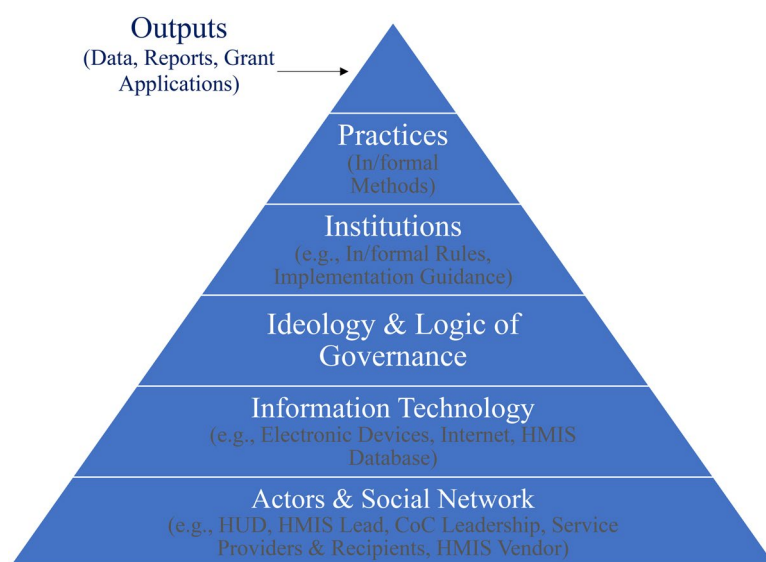 Outputs
(Data, Reports, Grant
Applications)
Practices
(In/formal
Methods)
Institutions
(e.g., In/formal Rules,
Implementation Guidance)
Ideology & Logic of
Governance
Information Technology
(e.g., Electronic Devices, Internet, HMIS
Database)
Actors & Social Network
(e.g., HUD, HMIS Lead, CoC Leadership, Service
Providers & Recipients, HMIS Vendor)